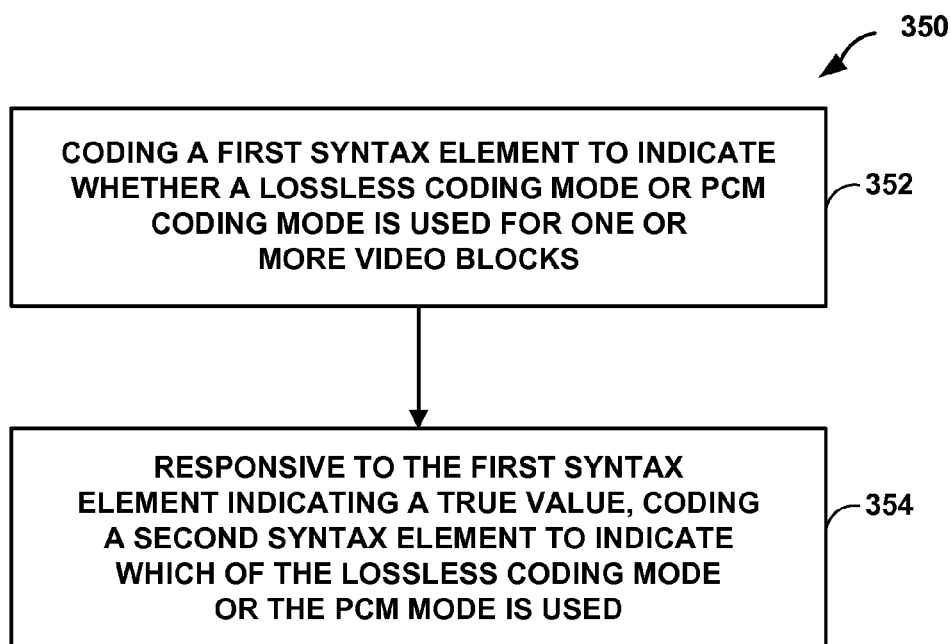 350
CODING A FIRST SYNTAX ELEMENT TO INDICATE
WHETHER A LOSSLESS CODING MODE OR PCM
CODING MODE IS USED FOR ONE OR
MORE VIDEO BLOCKS
352
RESPONSIVE TO THE FIRST SYNTAX
ELEMENT INDICATING A TRUE VALUE, CODING
A SECOND SYNTAX ELEMENT TO INDICATE
WHICH OF THE LOSSLESS CODING MODE
OR THE PCM MODE IS USED
354